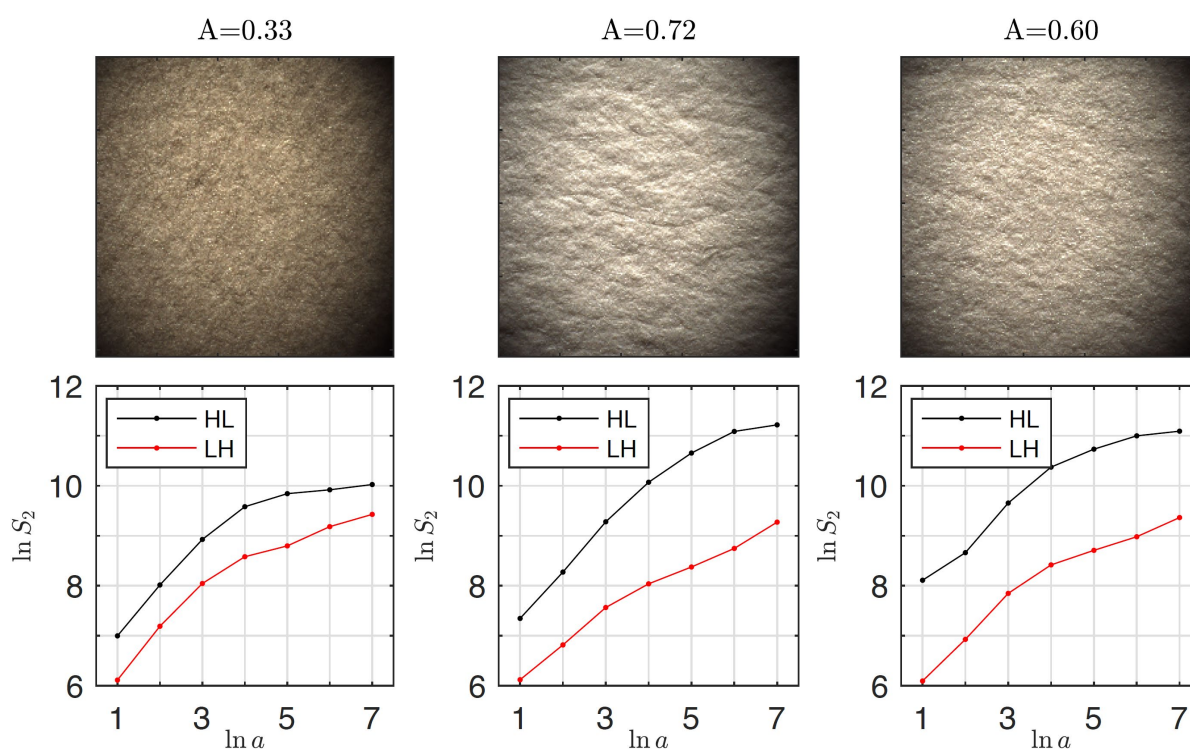 A=0.33
A=0.72
A=0.60
12
10
8
6
ln S₂
HL
LH
1 3 5 7
ln a
12
10
8
6
ln S₂
HL
LH
1 3 5 7
ln a
12
10
8
6
ln S₂
HL
LH
1 3 5 7
ln a